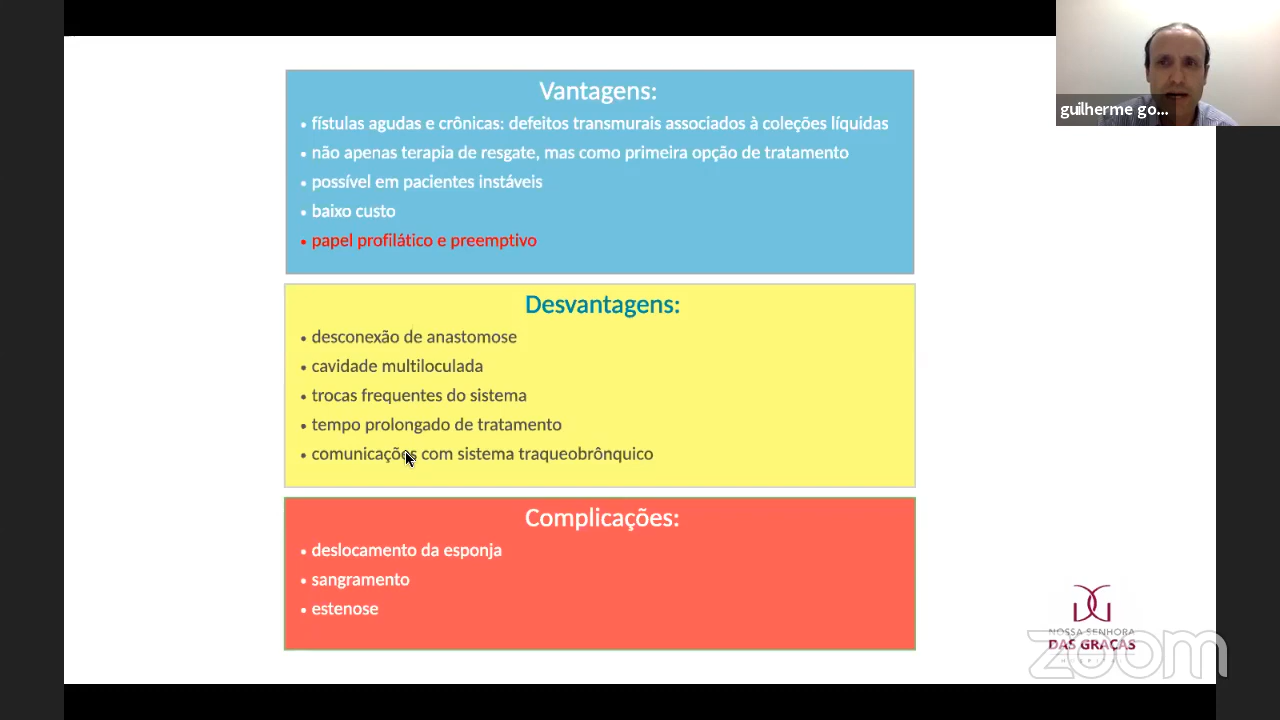 Vantagens:
• fístulas agudas e crônicas: defeitos transmurais associados à coleções líquidas
• não apenas terapia de resgate, mas como primeira opção de tratamento
• possível em pacientes instáveis
• baixo custo
• papel profilático e preemptivo
Desvantagens:
• desconexão de anastomose
• cavidade multiloculada
• trocas frequentes do sistema
• tempo prolongado de tratamento
• comunicações com sistema traqueobrônquico
Complicações:
• deslocamento da esponja
• sangramento
• estenose
guilherme go...
NOSSA SENHORA
DAS GRAÇAS
zoom